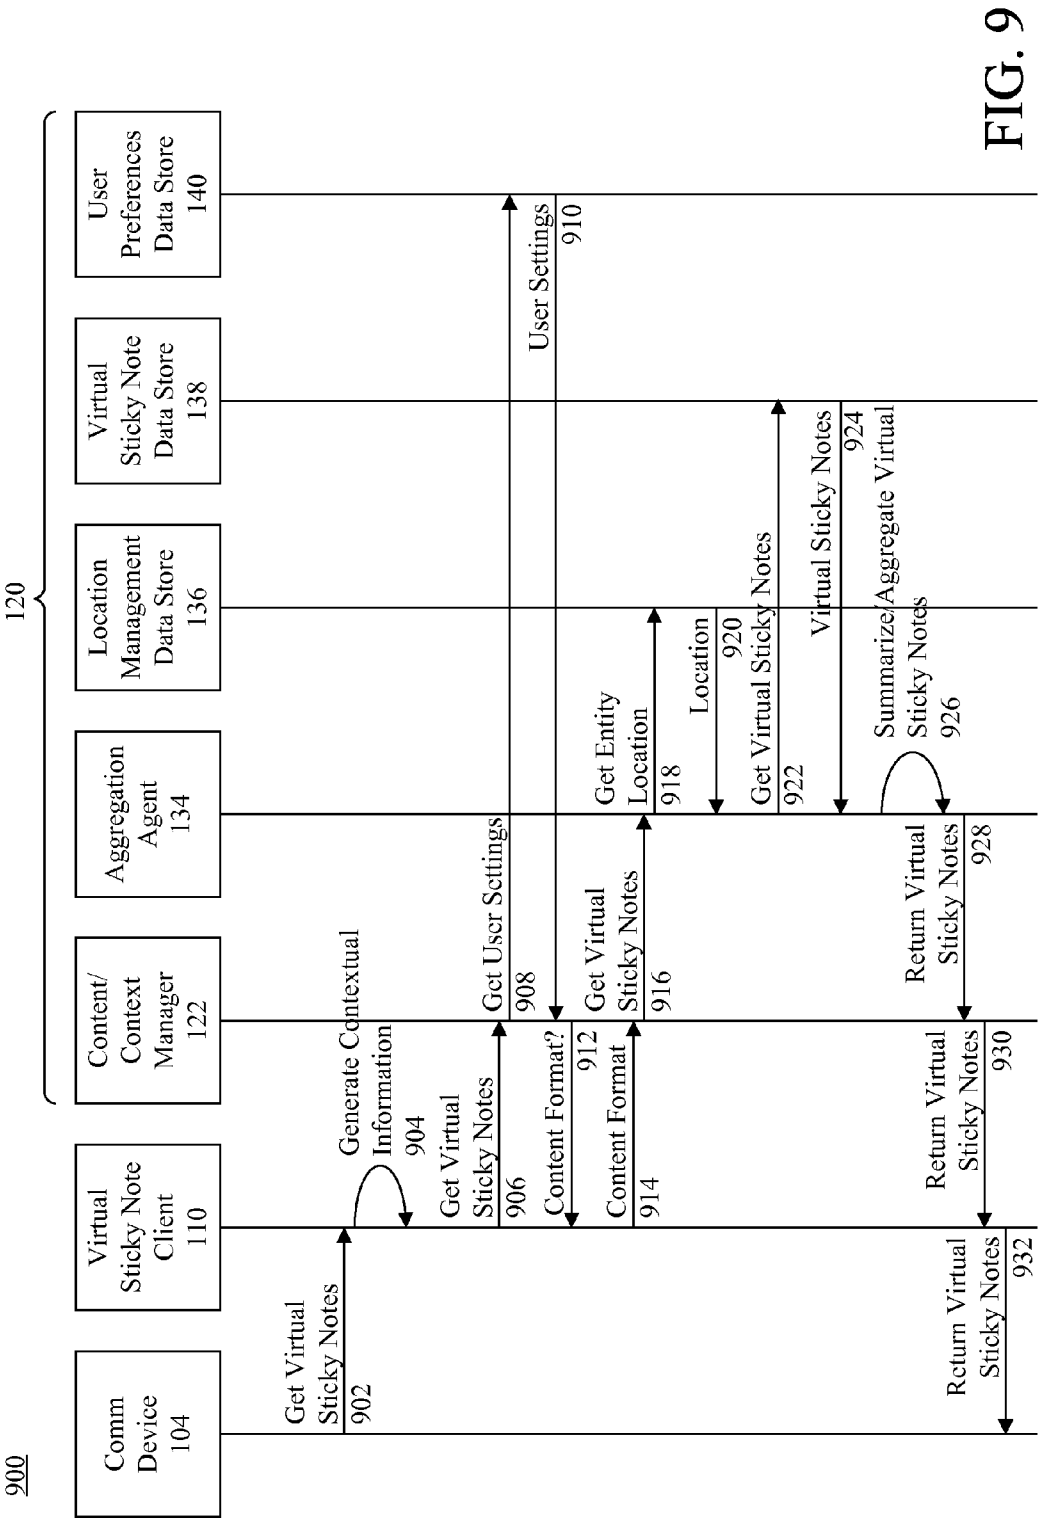 900
120
Comm
Device
104
Virtual
Sticky Note
Client
110
Content/
Context
Manager
122
Aggregation
Agent
134
Location
Management
Data Store
136
Virtual
Sticky Note
Data Store
138
User
Preferences
Data Store
140
Get Virtual
Sticky Notes
902
Generate Contextual
Information
904
Get Virtual
Sticky Notes
906
Get User Settings
908
User Settings
910
Content Format?
912
Content Format
914
Get Virtual
Sticky Notes
916
Get Entity
Location
918
Location
920
Get Virtual Sticky Notes
922
Virtual Sticky Notes
924
Summarize/Aggregate Virtual
Sticky Notes
926
Return Virtual
Sticky Notes
928
Return Virtual
Sticky Notes
930
Return Virtual
Sticky Notes
932
FIG. 9